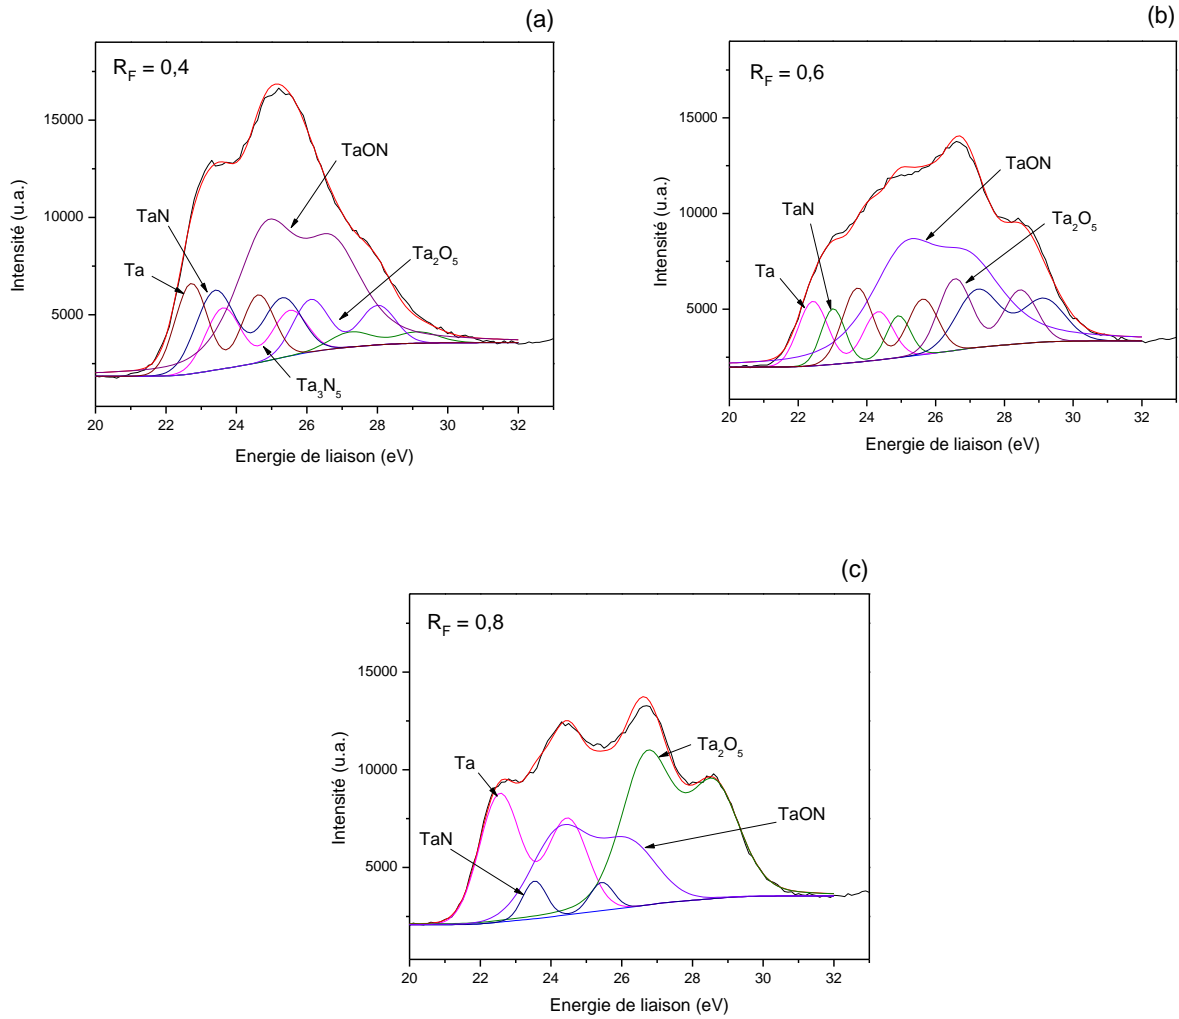 (a)
R_F = 0,4
Intensité (u.a.)
15000
10000
5000
TaON
TaN
Ta
Ta₂O₅
Ta₃N₅
20 22 24 26 28 30 32
Energie de liaison (eV)
(b)
R_F = 0,6
Intensité (u.a.)
15000
10000
5000
TaON
TaN
Ta₂O₅
Ta
20 22 24 26 28 30 32
Energie de liaison (eV)
(c)
R_F = 0,8
Intensité (u.a.)
15000
10000
5000
Ta₂O₅
Ta
TaON
TaN
20 22 24 26 28 30 32
Energie de liaison (eV)